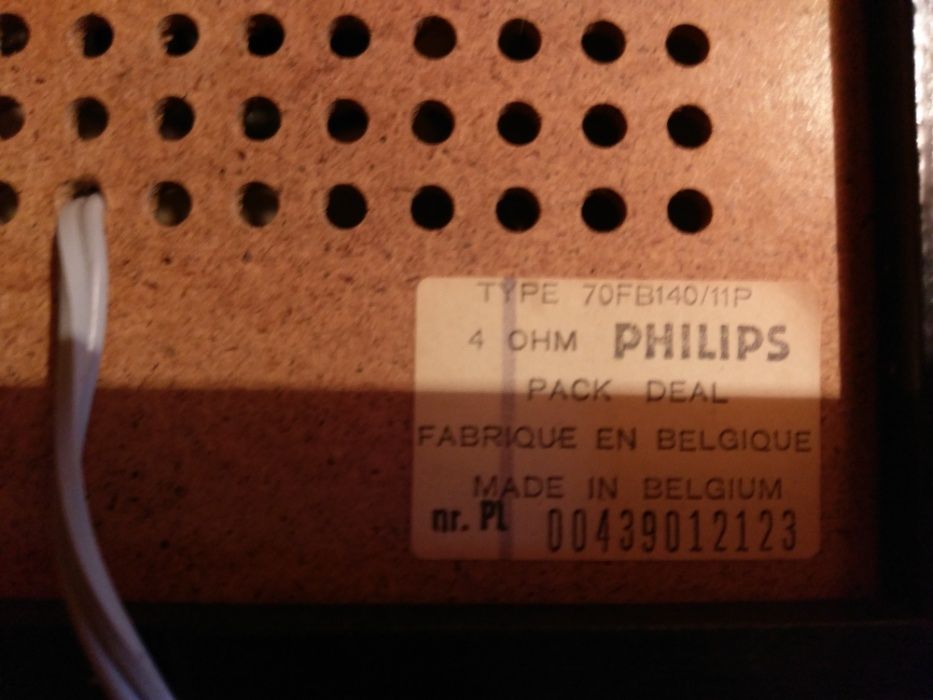 TYPE 70FB140/11P
4 OHM PHILIPS
PACK DEAL
FABRIQUE EN BELGIQUE
MADE IN BELGIUM
nr. PL 00439012123